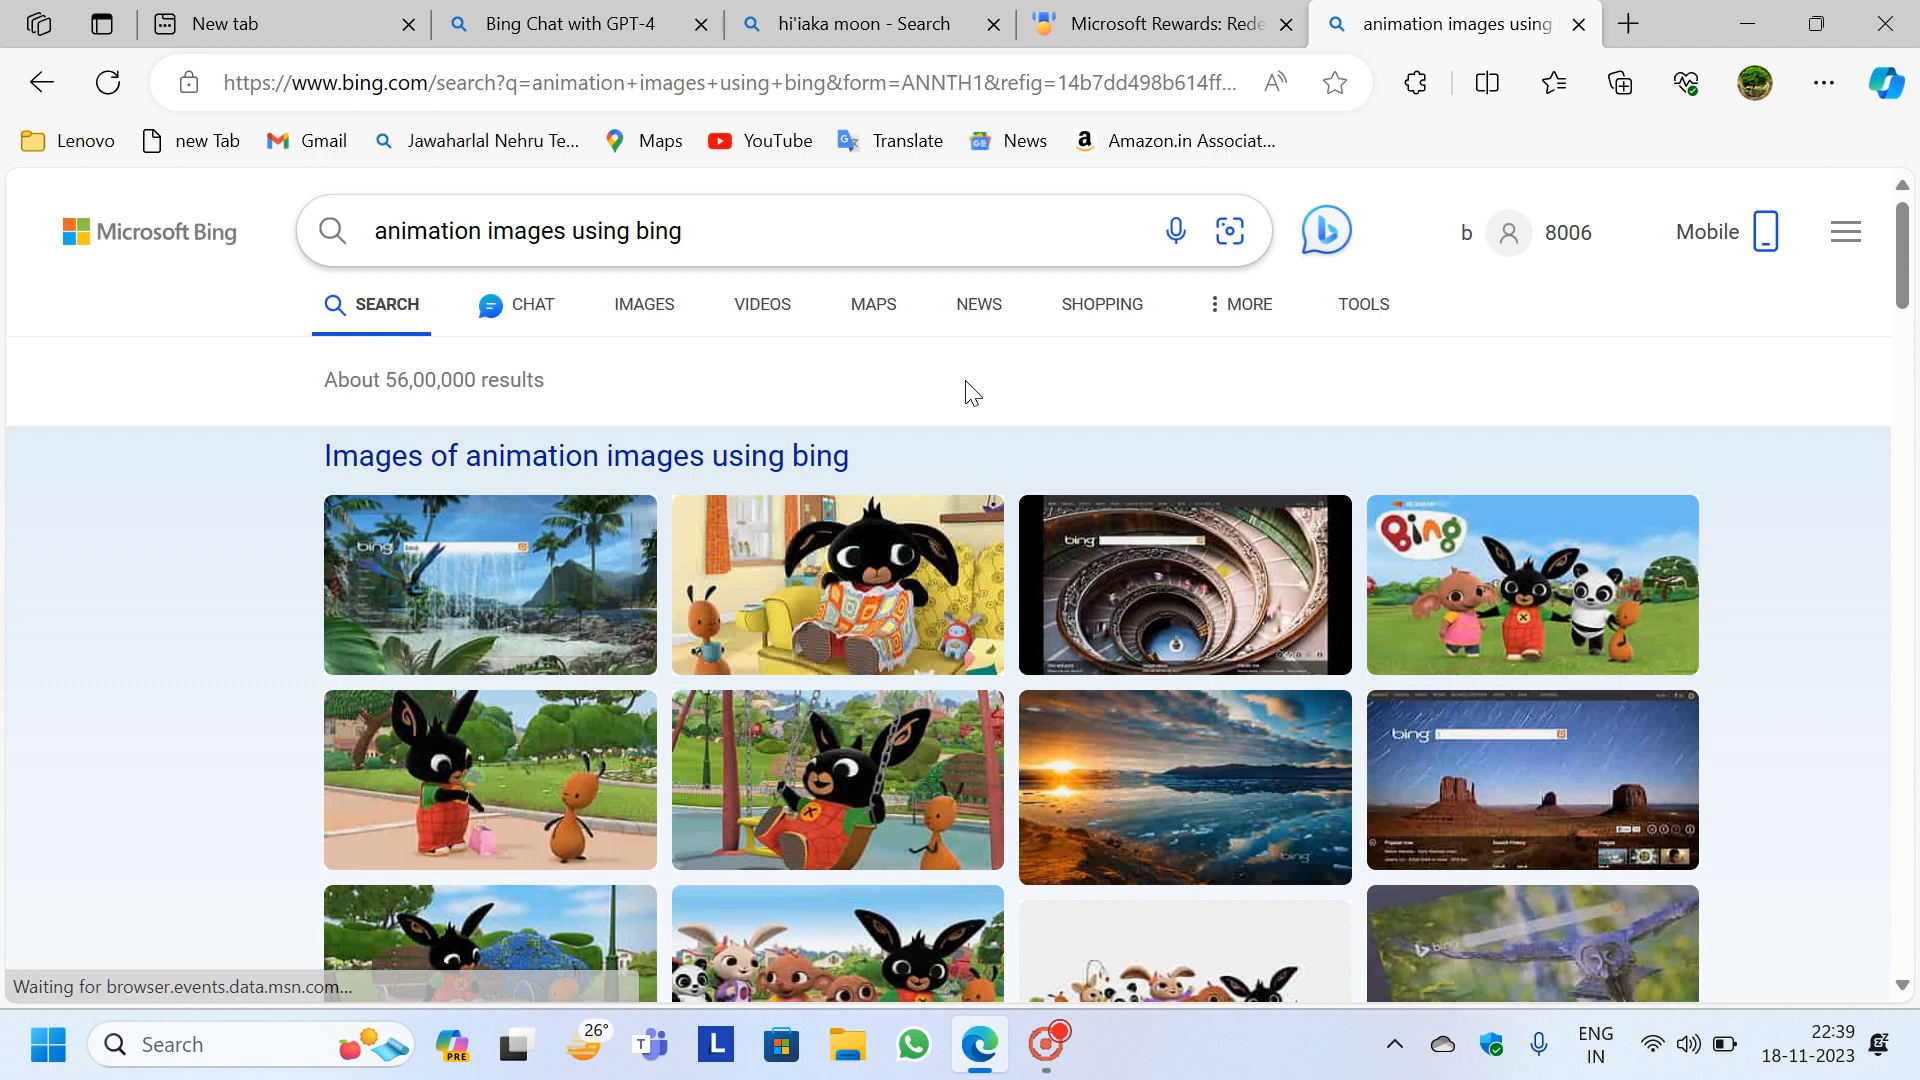 New tab
Bing Chat with GPT-4
hi'iaka moon - Search
Microsoft Rewards: Rede
animation images using
https://www.bing.com/search?q=animation+images+using+bing&form=ANNTH1&refig=14b7dd498b614ff...
Lenovo
new Tab
Gmail
Jawaharlal Nehru Te...
Maps
YouTube
Translate
News
Amazon.in Associat...
Microsoft Bing
animation images using bing
b
8006
Mobile
SEARCH
CHAT
IMAGES
VIDEOS
MAPS
NEWS
SHOPPING
MORE
TOOLS
About 56,00,000 results
Images of animation images using bing
bing
bing
Bing
bing
bing
bing
Waiting for browser.events.data.msn.com...
Search
PRE
26°
T
L
ENG
IN
22:39
18-11-2023